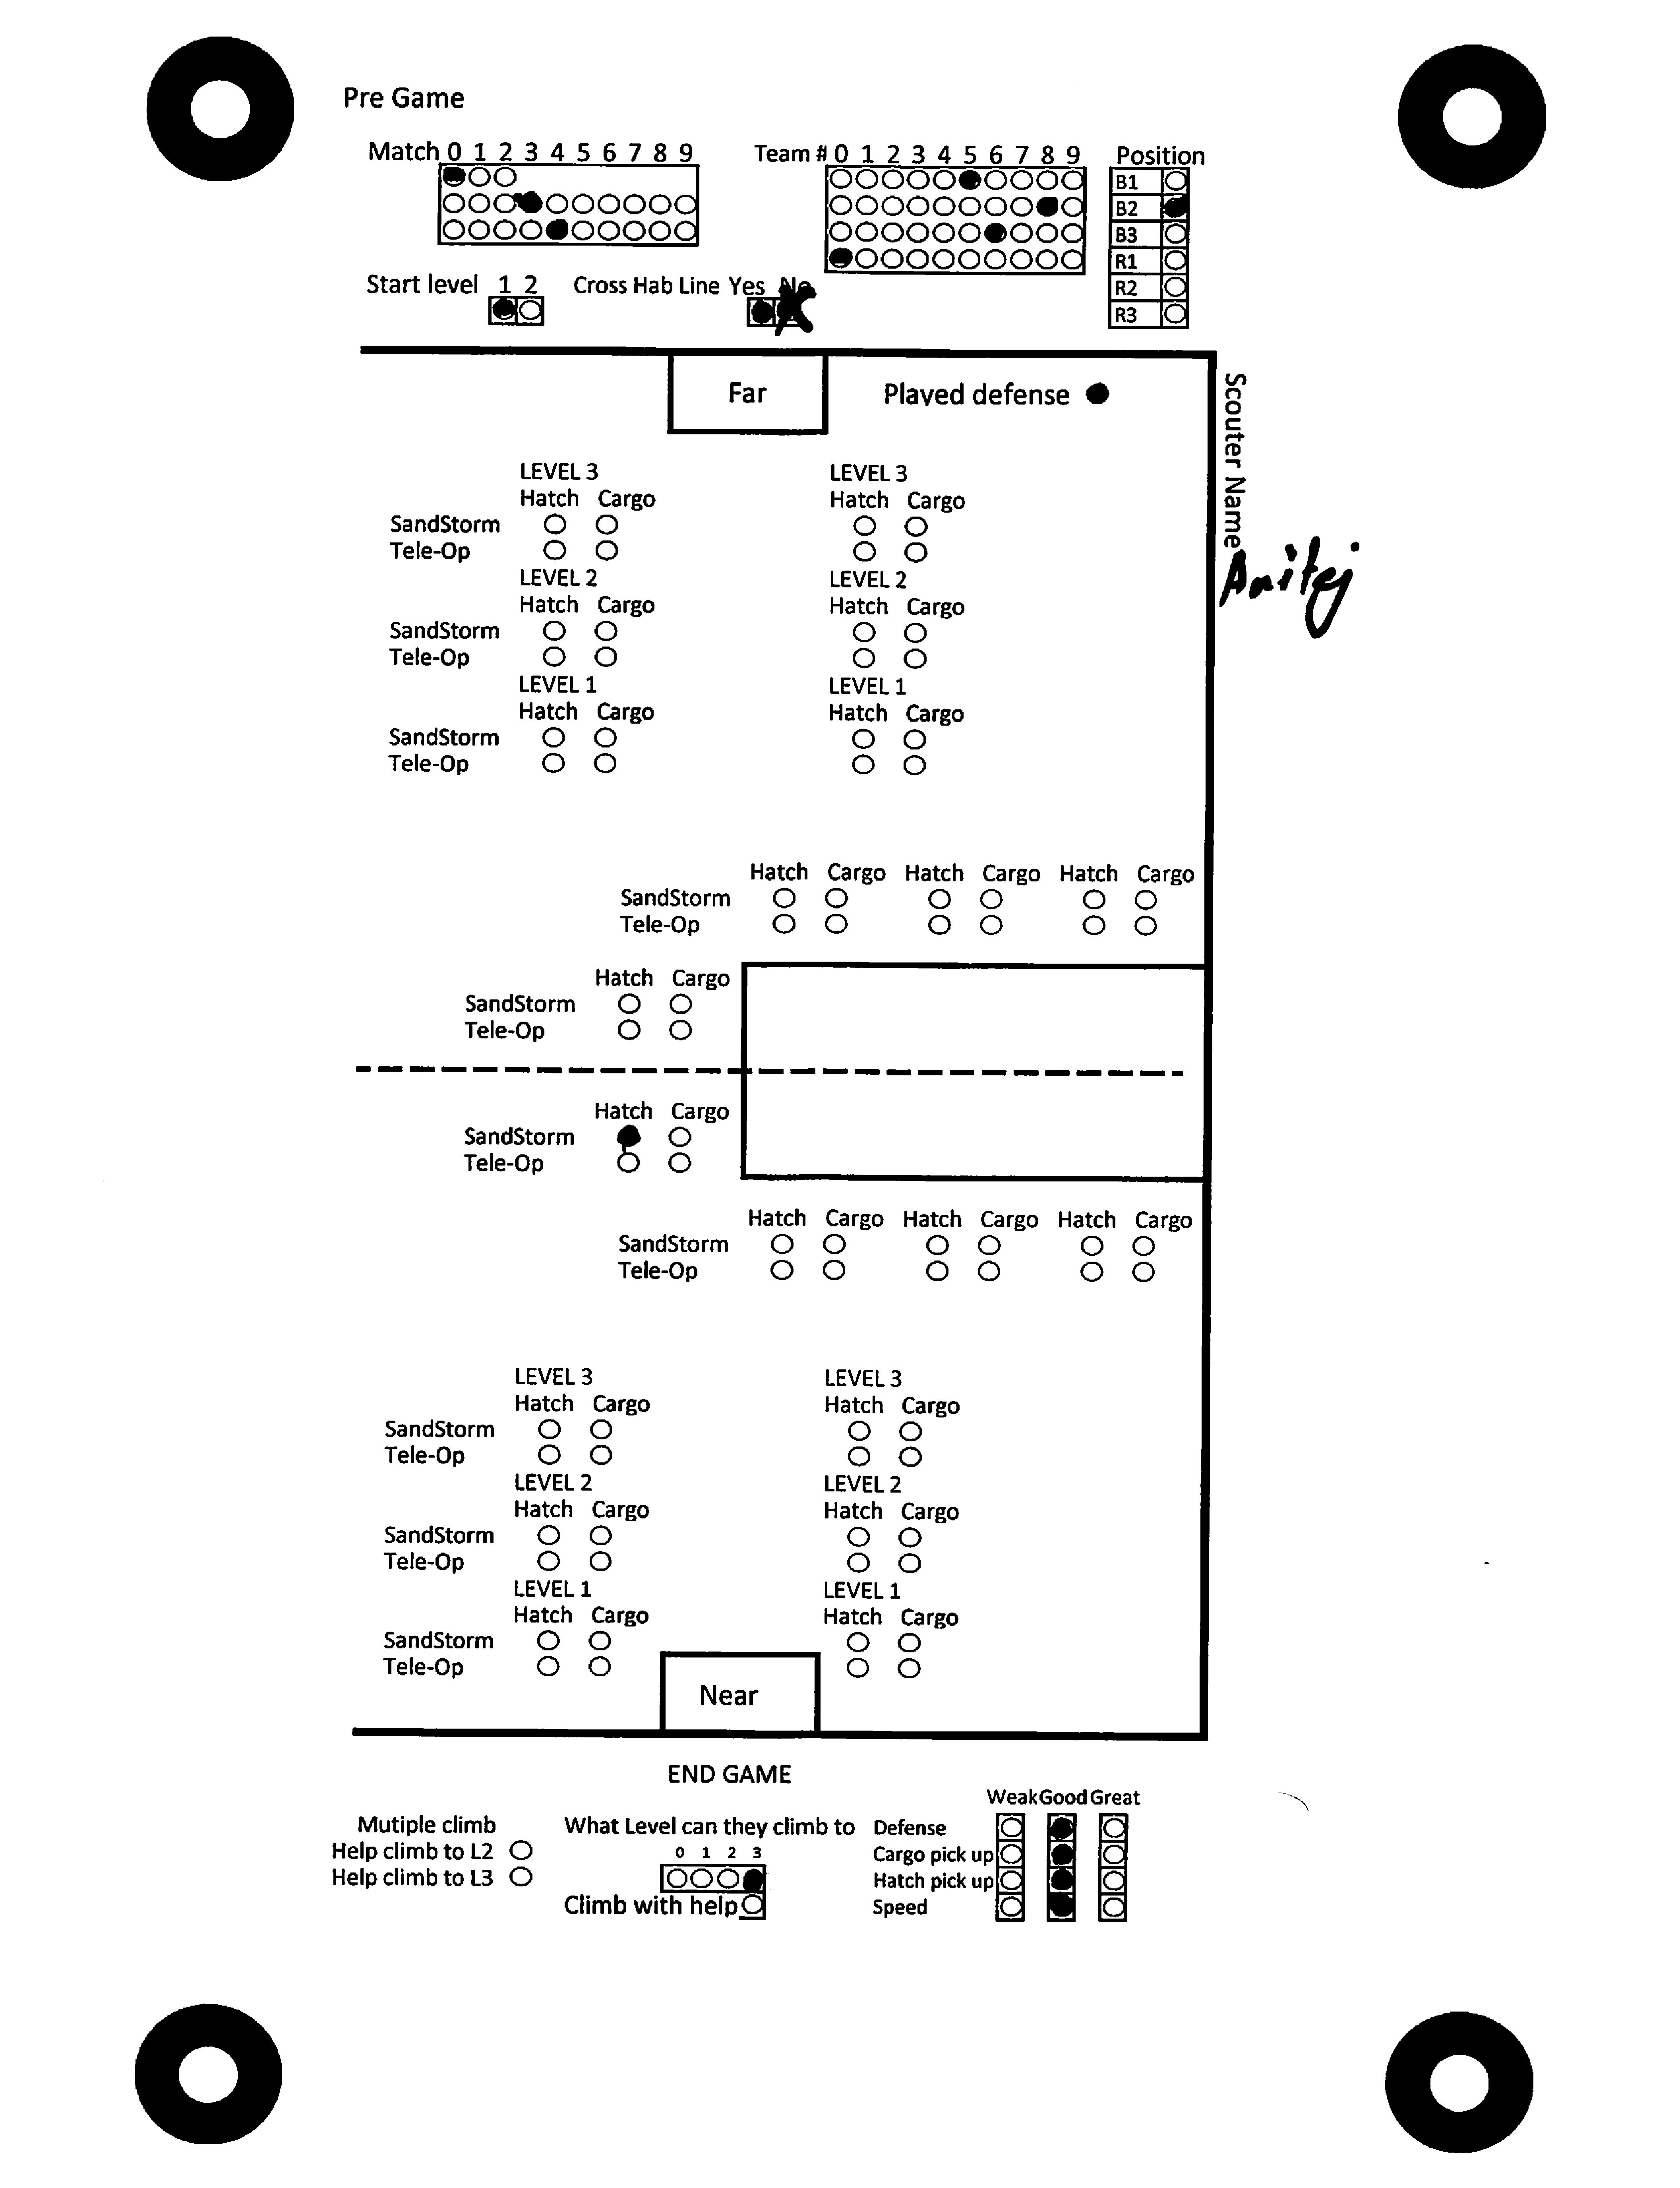 Pre Game
Match 0 1 2 3 4 5 6 7 8 9
Team # 0 1 2 3 4 5 6 7 8 9
Position
B1
B2
B3
R1
R2
R3
Start level 1 2
Cross Hab Line Yes No
Far
Played defense
Scouter Name
Anitej
LEVEL 3 LEVEL 3
Hatch Cargo Hatch Cargo
SandStorm
Tele-Op
LEVEL 2 LEVEL 2
Hatch Cargo Hatch Cargo
SandStorm
Tele-Op
LEVEL 1 LEVEL 1
Hatch Cargo Hatch Cargo
SandStorm
Tele-Op
Hatch Cargo Hatch Cargo Hatch Cargo
SandStorm
Tele-Op
Hatch Cargo
SandStorm
Tele-Op
Hatch Cargo
SandStorm
Tele-Op
Hatch Cargo Hatch Cargo Hatch Cargo
SandStorm
Tele-Op
LEVEL 3 LEVEL 3
Hatch Cargo Hatch Cargo
SandStorm
Tele-Op
LEVEL 2 LEVEL 2
Hatch Cargo Hatch Cargo
SandStorm
Tele-Op
LEVEL 1 LEVEL 1
Hatch Cargo Hatch Cargo
SandStorm
Tele-Op
Near
END GAME
Mutiple climb
Help climb to L2
Help climb to L3
What Level can they climb to
0 1 2 3
Climb with help
Weak Good Great
Defense
Cargo pick up
Hatch pick up
Speed